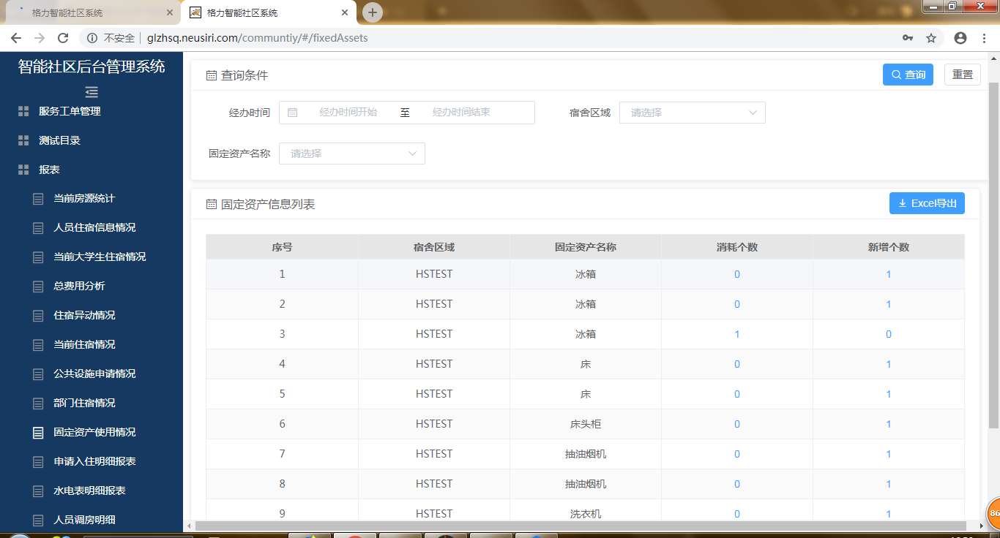 格力智能社区系统
格力智能社区系统
不安全 glzhsq.neusiri.com/communtiy/#/fixedAssets
智能社区后台管理系统
服务工单管理
测试目录
报表
当前房源统计
人员住宿信息情况
当前大学生住宿情况
总费用分析
住宿异动情况
当前住宿情况
公共设施申请情况
部门住宿情况
固定资产使用情况
申请入住明细报表
水电表明细报表
人员调房明细
查询条件 查询 重置
经办时间 经办时间开始 至 经办时间结束 宿舍区域 请选择
固定资产名称 请选择
固定资产信息列表 Excel导出
序号 宿舍区域 固定资产名称 消耗个数 新增个数
1 HSTEST 冰箱 0 1
2 HSTEST 冰箱 0 1
3 HSTEST 冰箱 1 0
4 HSTEST 床 0 1
5 HSTEST 床 0 1
6 HSTEST 床头柜 0 1
7 HSTEST 抽油烟机 0 1
8 HSTEST 抽油烟机 0 1
9 HSTEST 洗衣机 0 1
86